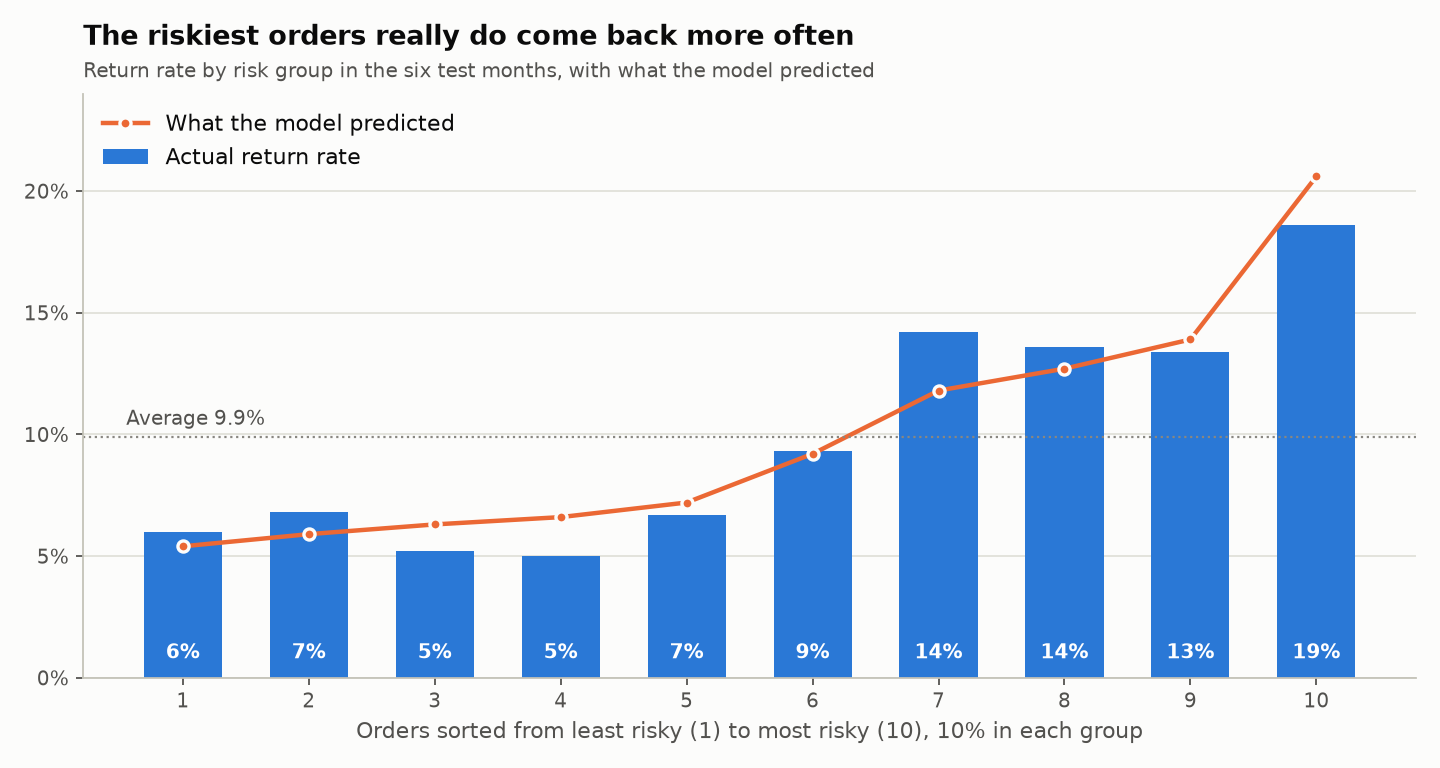 The riskiest orders really do come back more often
Return rate by risk group in the six test months, with what the model predicted
What the model predicted
Actual return rate
20%
15%
Average 9.9%
10%
5%
6% 7% 5% 5% 7% 9% 14% 14% 13% 19%
0%
1 2 3 4 5 6 7 8 9 10
Orders sorted from least risky (1) to most risky (10), 10% in each group